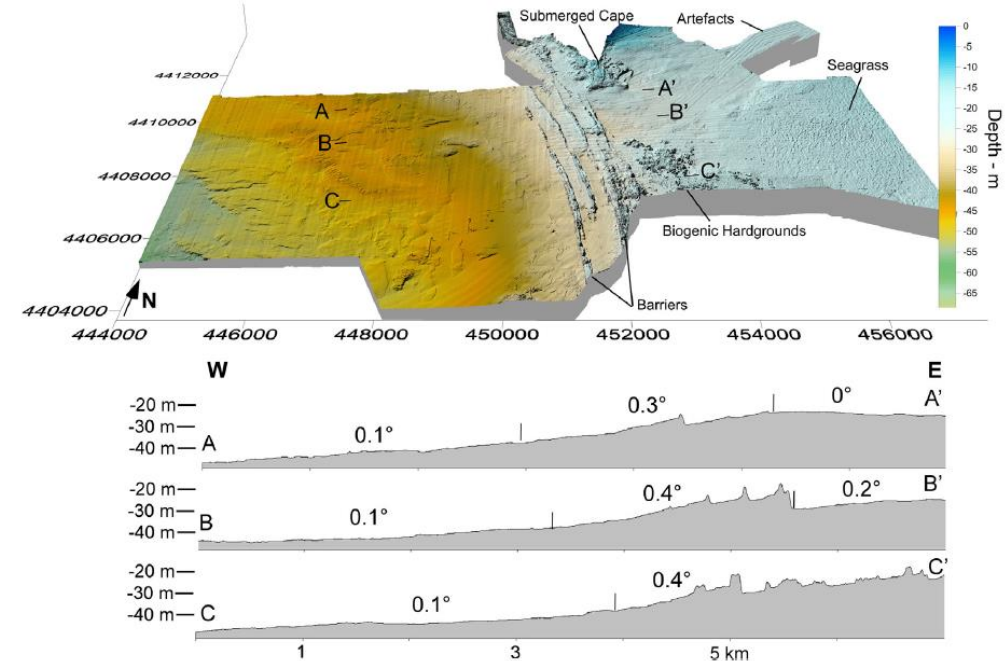 Submerged Cape
Artefacts
Seagrass
Biogenic Hardgrounds
Barriers
A
A'
B
B'
C
C'
N
4412000
4410000
4408000
4406000
4404000
444000 446000 448000 450000 452000 454000 456000
0
-5
-10
-15
-20
-25
-30
-35
-40
-45
-50
-55
-60
-65
Depth - m
W E
-20 m
-30 m
-40 m
A 0.1° 0.3° 0° A'
-20 m
-30 m
-40 m
B 0.1° 0.4° 0.2° B'
-20 m
-30 m
-40 m
C 0.1° 0.4° C'
1 3 5 km